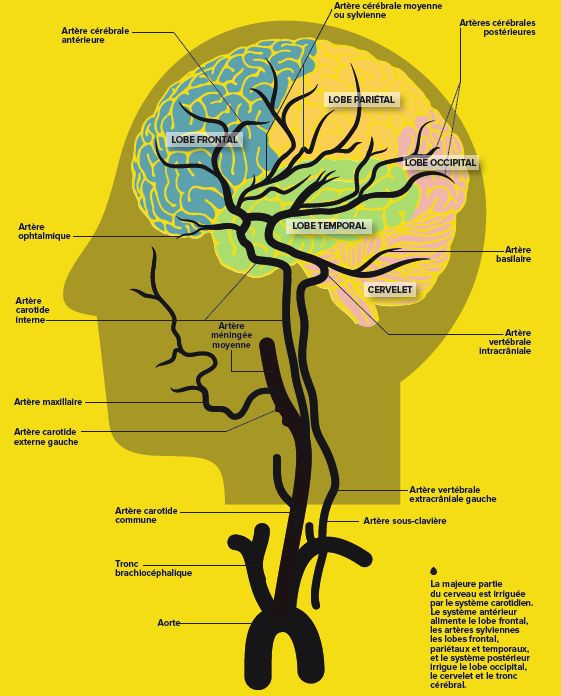 Artère cérébrale
antérieure
Artère cérébrale moyenne
ou sylvienne
Artères cérébrales
postérieures
LOBE PARIÉTAL
LOBE FRONTAL
LOBE OCCIPITAL
LOBE TEMPORAL
Artère
ophtalmique
Artère
basilaire
CERVELET
Artère
carotide
interne
Artère
méningée
moyenne
Artère
vertébrale
intracrâniale
Artère maxillaire
Artère carotide
externe gauche
Artère vertébrale
extracrâniale gauche
Artère carotide
commune
Artère sous-clavière
Tronc
brachiocéphalique
Aorte
La majeure partie
du cerveau est irriguée
par le système carotidien.
Le système antérieur
alimente le lobe frontal,
les artères sylviennes
les lobes frontal,
pariétaux et temporaux,
et le système postérieur
irrigue le lobe occipital,
le cervelet et le tronc
cérébral.